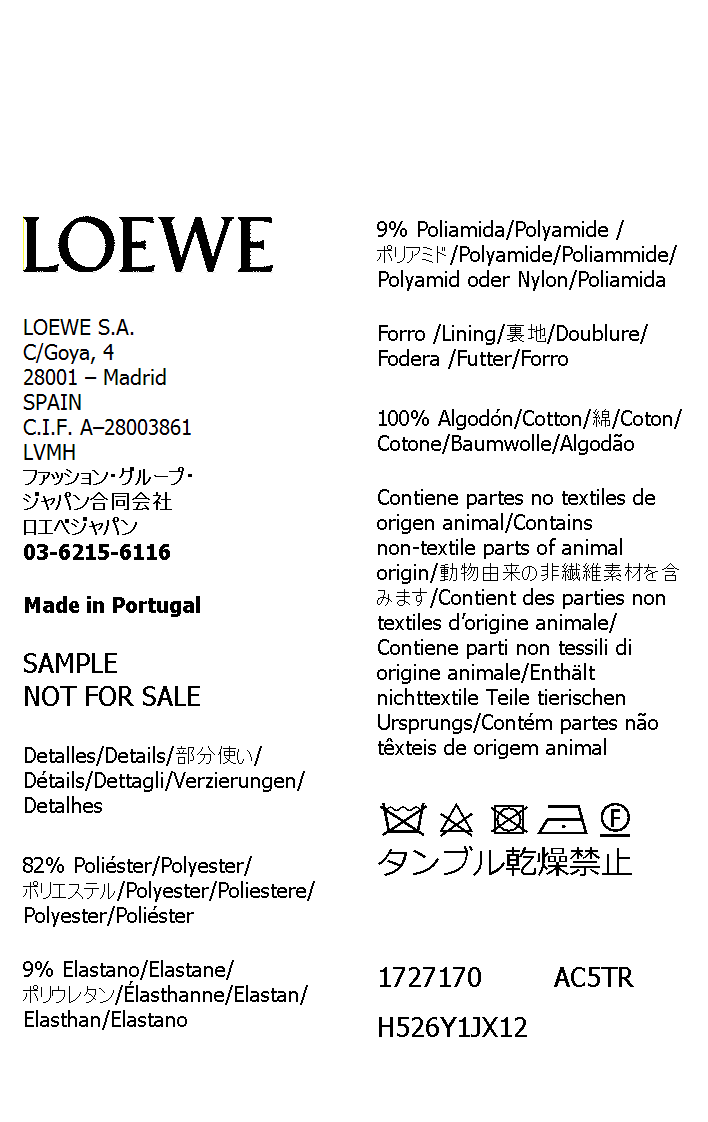 LOEWE
LOEWE S.A.
C/Goya, 4
28001 – Madrid
SPAIN
C.I.F. A–28003861
LVMH
ファッション・グループ・
ジャパン合同会社
ロエベジャパン
03-6215-6116
Made in Portugal
SAMPLE
NOT FOR SALE
Detalles/Details/部分使い/
Détails/Dettagli/Verzierungen/
Detalhes
82% Poliéster/Polyester/
ポリエステル/Polyester/Poliestere/
Polyester/Poliéster
9% Elastano/Elastane/
ポリウレタン/Élasthanne/Elastan/
Elasthan/Elastano
9% Poliamida/Polyamide /
ポリアミド/Polyamide/Poliammide/
Polyamid oder Nylon/Poliamida
Forro /Lining/裏地/Doublure/
Fodera /Futter/Forro
100% Algodón/Cotton/綿/Coton/
Cotone/Baumwolle/Algodão
Contiene partes no textiles de
origen animal/Contains
non-textile parts of animal
origin/動物由来の非繊維素材を含
みます/Contient des parties non
textiles d’origine animale/
Contiene parti non tessili di
origine animale/Enthält
nichttextile Teile tierischen
Ursprungs/Contém partes não
têxteis de origem animal
F
タンブル乾燥禁止
1727170 AC5TR
H526Y1JX12